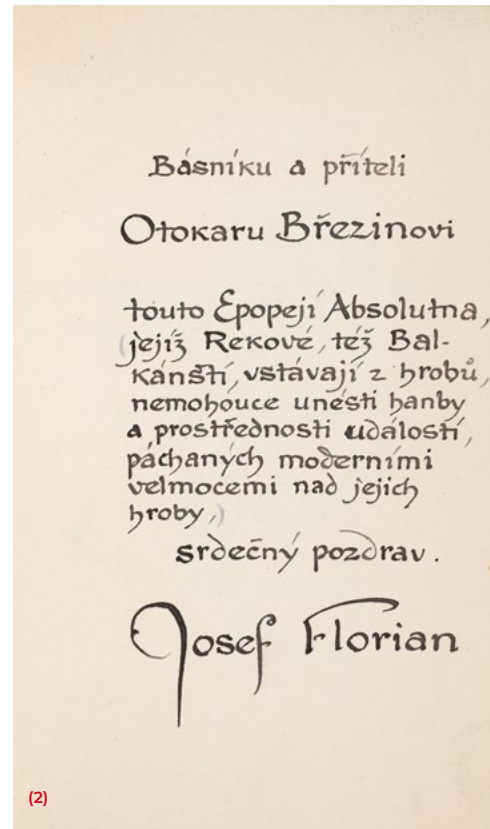 Básníku a příteli
Otokaru Březinovi
touto Epopejí Absolutna,
(jejíž Rekové, též Bal-
kánští, vstávají z hrobů,
nemohouce unésti hanby
a prostřednosti událostí,
páchaných moderními
velmocemi nad jejich
hroby,)
srdečný pozdrav.
Josef Florian
(2)